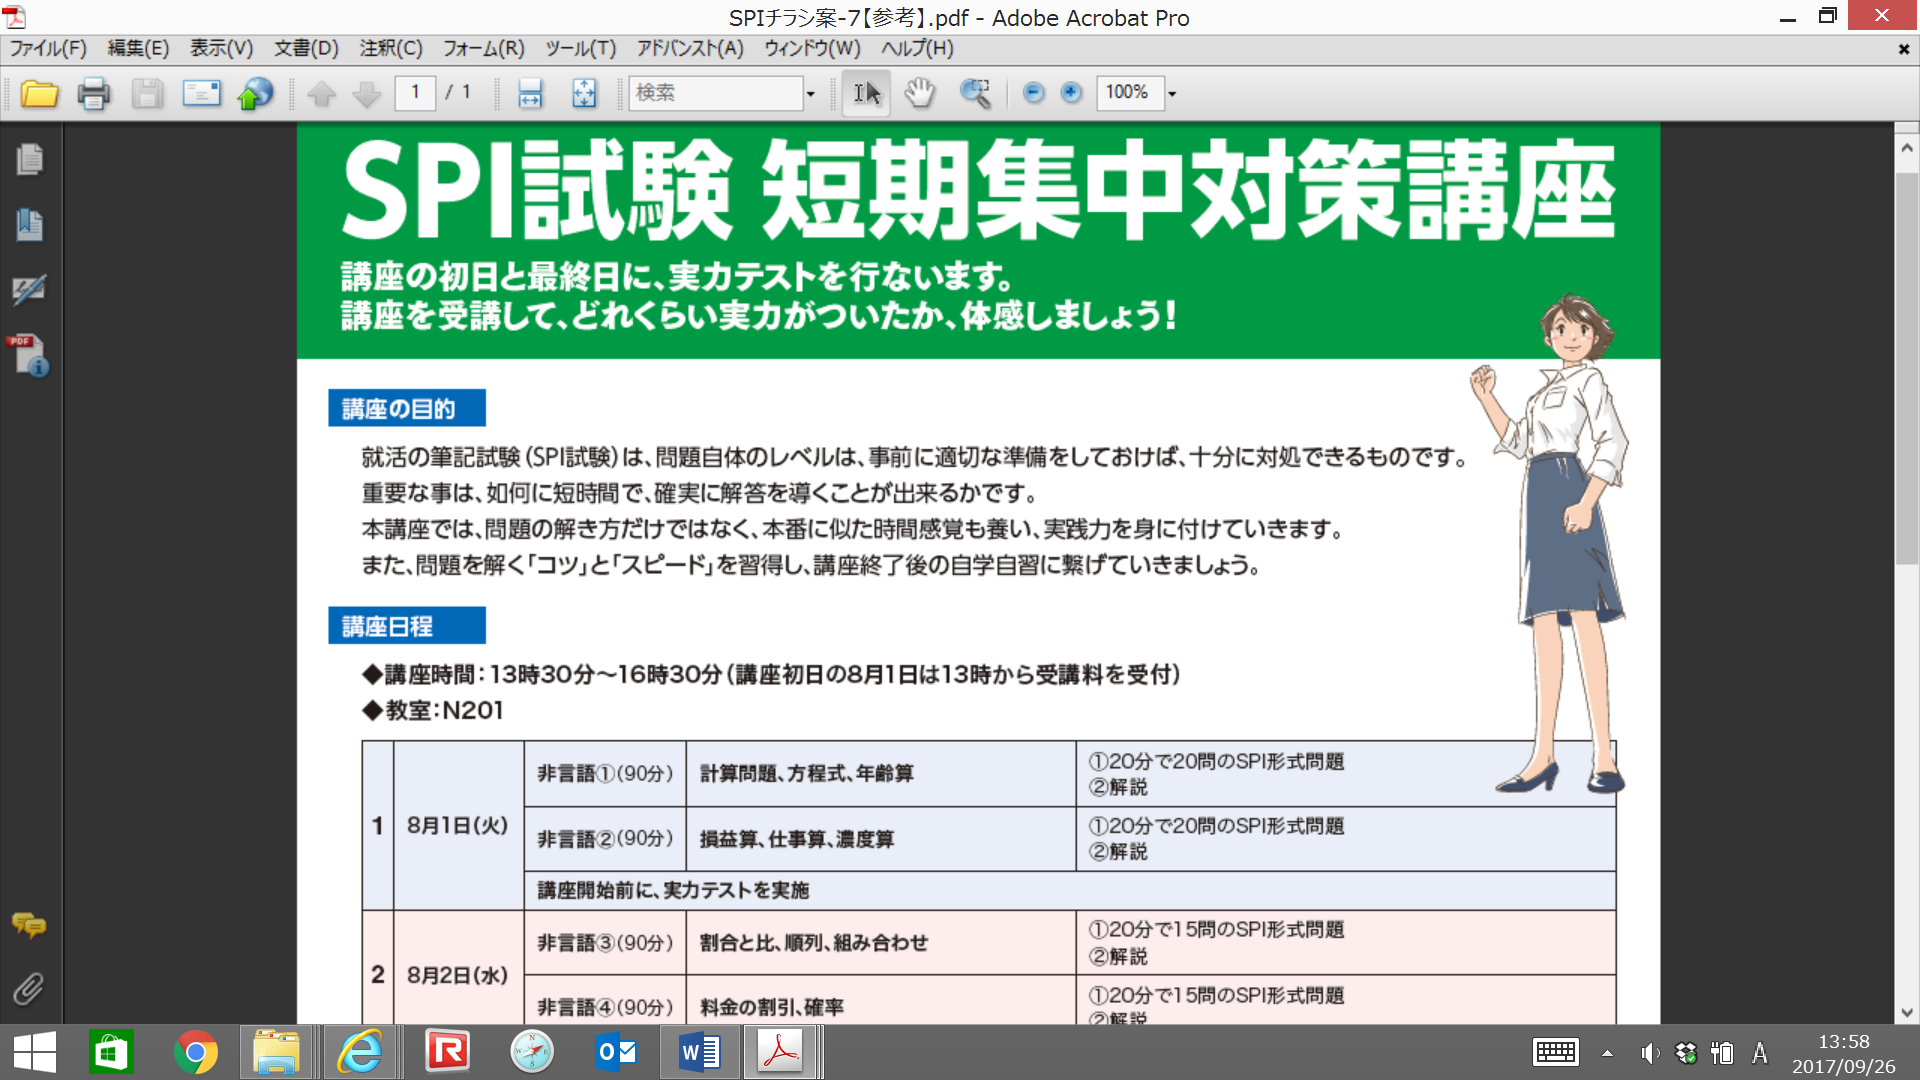 SPIチラシ案-7【参考】.pdf - Adobe Acrobat Pro
ファイル(F) 編集(E) 表示(V) 文書(D) 注釈(C) フォーム(R) ツール(T) アドバンスト(A) ウィンドウ(W) ヘルプ(H)
1 / 1 検索 100%
SPI試験 短期集中対策講座
講座の初日と最終日に、実力テストを行ないます。
講座を受講して、どれくらい実力がついたか、体感しましょう！
講座の目的
就活の筆記試験（SPI試験）は、問題自体のレベルは、事前に適切な準備をしておけば、十分に対処できるものです。
重要な事は、如何に短時間で、確実に解答を導くことが出来るかです。
本講座では、問題の解き方だけではなく、本番に似た時間感覚も養い、実践力を身に付けていきます。
また、問題を解く「コツ」と「スピード」を習得し、講座終了後の自学自習に繋げていきましょう。
講座日程
◆講座時間：13時30分～16時30分（講座初日の8月1日は13時から受講料を受付）
◆教室：N201
1 8月1日（火）
非言語①（90分） 計算問題、方程式、年齢算 ①20分で20問のSPI形式問題
②解説
非言語②（90分） 損益算、仕事算、濃度算 ①20分で20問のSPI形式問題
②解説
講座開始前に、実力テストを実施
2 8月2日（水）
非言語③（90分） 割合と比、順列、組み合わせ ①20分で15問のSPI形式問題
②解説
非言語④（90分） 料金の割引、確率 ①20分で15問のSPI形式問題
②解説
PDF
A
13:58
2017/09/26